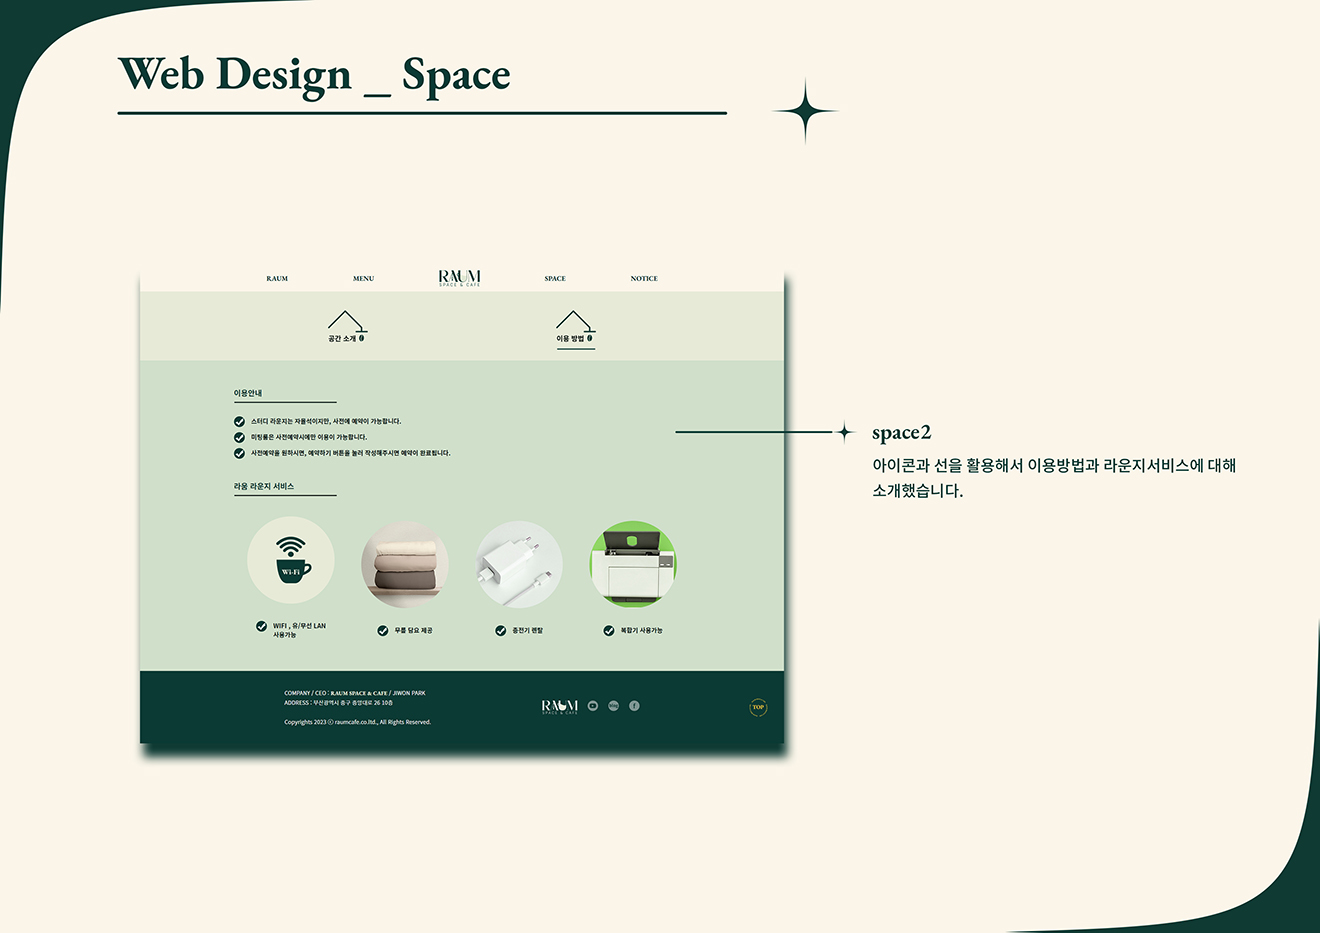 Web Design _ Space
RAUM
MENU
RAUM
SPACE & CAFE
SPACE
NOTICE
공간 소개
이용 방법
이용안내
스터디 라운지는 자율석이지만, 사전에 예약이 가능합니다.
미팅룸은 사전예약시에만 이용이 가능합니다.
사전예약을 원하시면, 예약하기 버튼을 눌러 작성해주시면 예약이 완료됩니다.
space2
아이콘과 선을 활용해서 이용방법과 라운지서비스에 대해
소개했습니다.
라움 라운지 서비스
Wi-Fi
WIFI , 유/무선 LAN
사용가능
무릎 담요 제공
충전기 렌탈
복합기 사용가능
COMPANY / CEO : RAUM SPACE & CAFE / JIWON PARK
ADDRESS : 부산광역시 중구 중앙대로 26 10층
Copyrights 2023 ⓒ raumcafe.co.ltd., All Rights Reserved.
RAUM
SPACE & CAFE
TOP